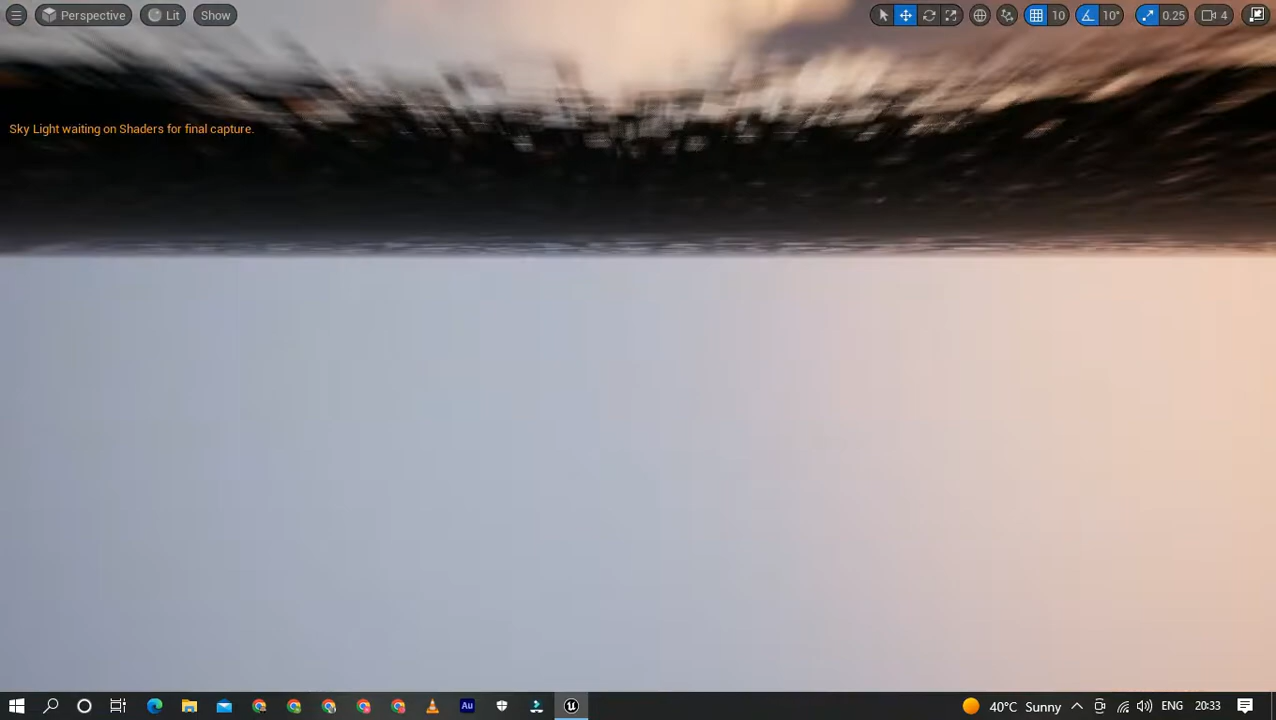 Perspective Lit Show 10 10° 0.25 4
Sky Light waiting on Shaders for final capture.
Au 40°C Sunny ENG 20:33